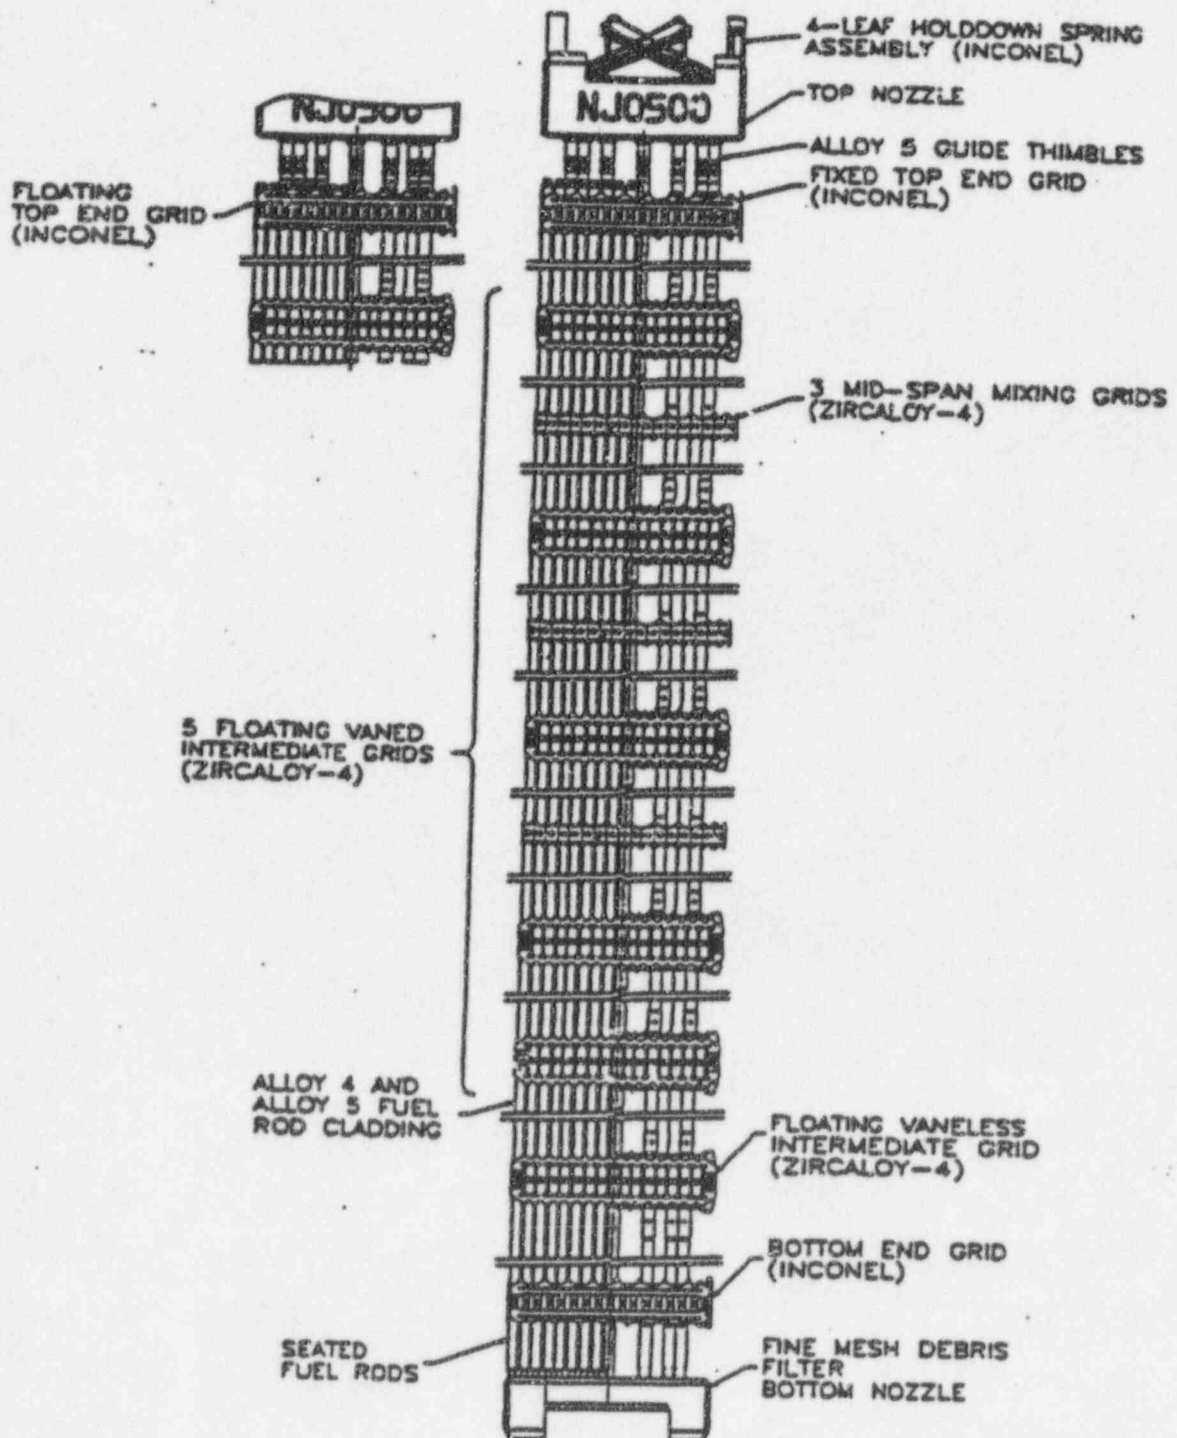 4-LEAF HOLDDOWN SPRING
ASSEMBLY (INCONEL)
TOP NOZZLE
NJ05OJ
ALLOY 5 GUIDE THIMBLES
FIXED TOP END GRID
(INCONEL)
FLOATING
TOP END GRID
(INCONEL)
3 MID-SPAN MIXING GRIDS
(ZIRCALOY-4)
5 FLOATING VANED
INTERMEDIATE GRIDS
(ZIRCALOY-4)
ALLOY 4 AND
ALLOY 5 FUEL
ROD CLADDING
FLOATING VANELESS
INTERMEDIATE GRID
(ZIRCALOY-4)
BOTTOM END GRID
(INCONEL)
SEATED
FUEL RODS
FINE MESH DEBRIS
FILTER
BOTTOM NOZZLE